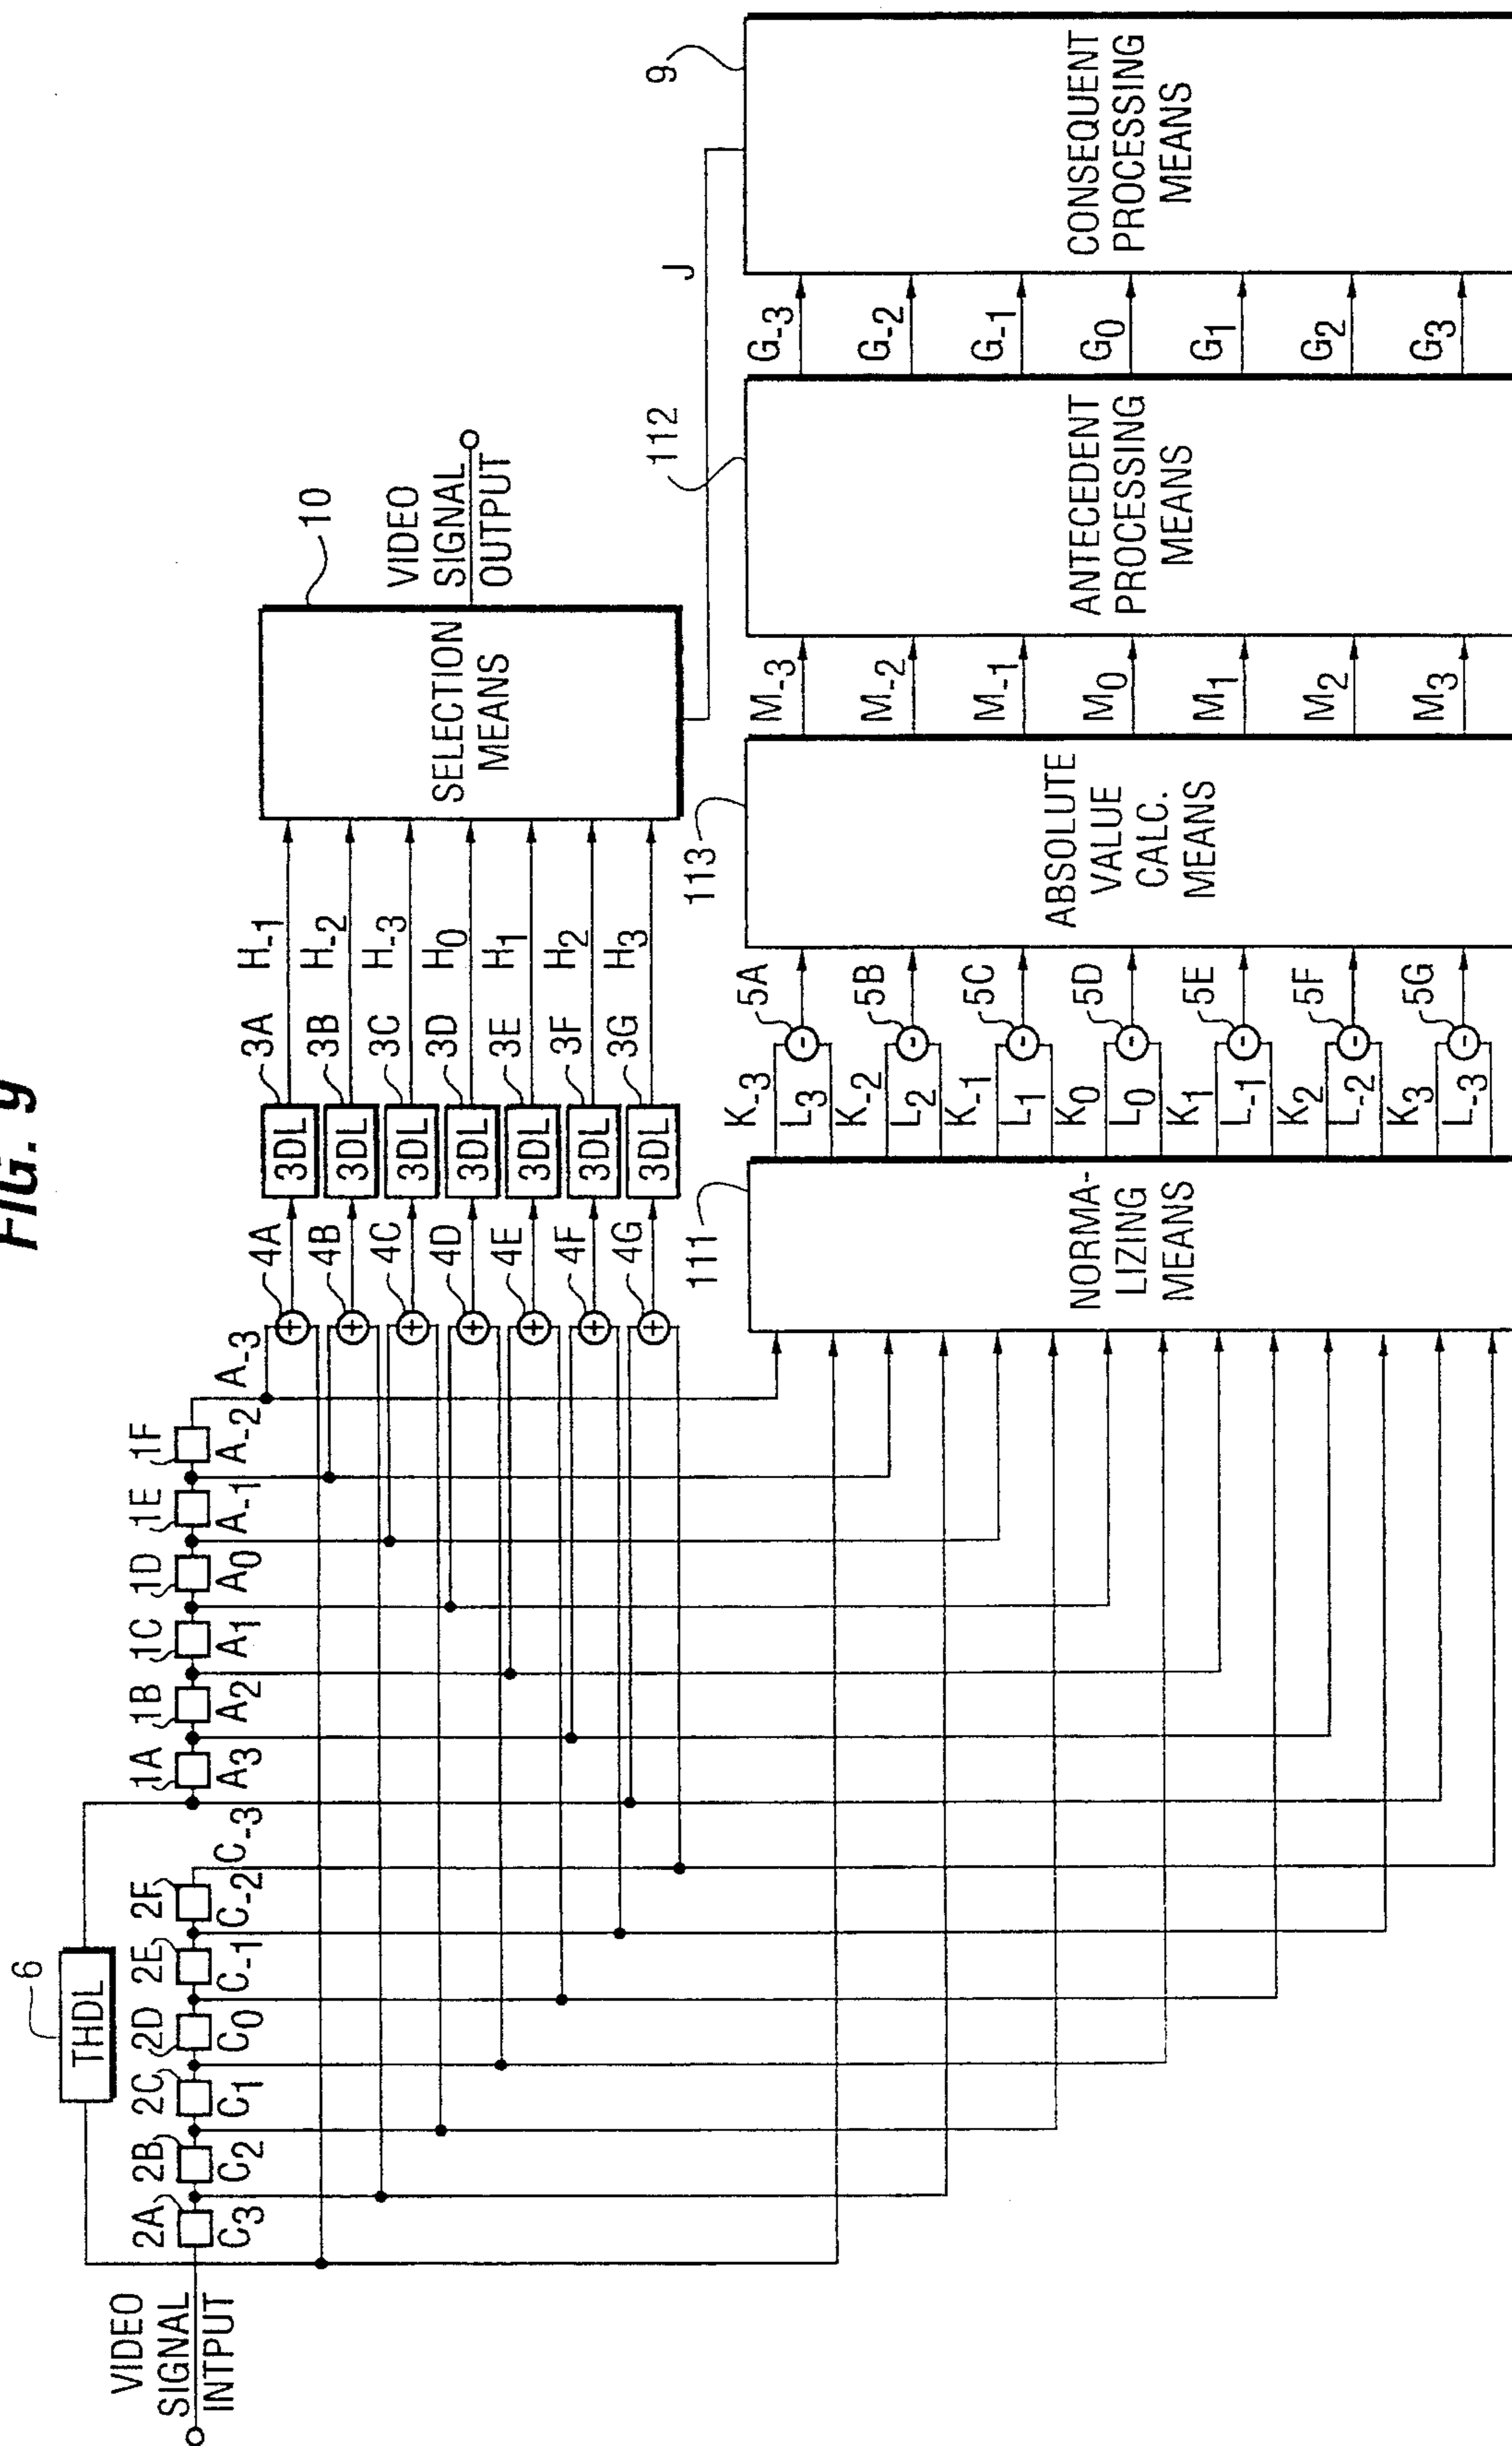 FIG. 9
6
THDL
2A
2B
2C
2D
2E
2F
1A
1B
1C
1D
1E
1F
VIDEO
SIGNAL
INTPUT
C3
C2
C1
C0
C-1
C-2
C-3
A3
A2
A1
A0
A-1
A-2
A-3
4A
4B
4C
4D
4E
4F
4G
+
+
+
+
+
+
+
3DL
3DL
3DL
3DL
3DL
3DL
3DL
3A
3B
3C
3D
3E
3F
3G
H-1
H-2
H-3
H0
H1
H2
H3
SELECTION
MEANS
10
VIDEO
SIGNAL
OUTPUT
J
111
NORMA-
LIZING
MEANS
K-3
L3
K-2
L2
K-1
L1
K0
L0
K1
L-1
K2
L-2
K3
L-3
-
-
-
-
-
-
-
5A
5B
5C
5D
5E
5F
5G
113
ABSOLUTE
VALUE
CALC.
MEANS
M-3
M-2
M-1
M0
M1
M2
M3
112
ANTECEDENT
PROCESSING
MEANS
G-3
G-2
G-1
G0
G1
G2
G3
9
CONSEQUENT
PROCESSING
MEANS